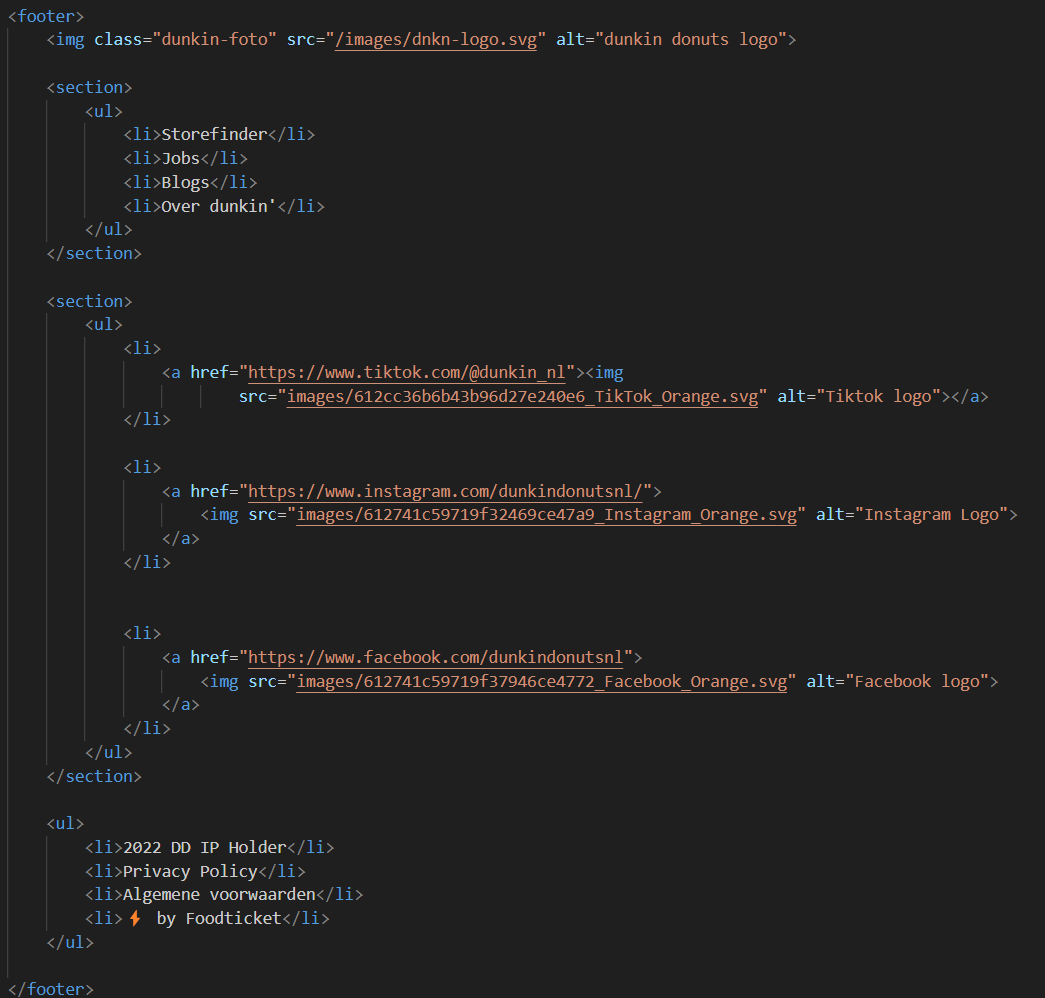 <footer>
<img class="dunkin-foto" src="/images/dnkn-logo.svg" alt="dunkin donuts logo">
<section>
<ul>
<li>Storefinder</li>
<li>Jobs</li>
<li>Blogs</li>
<li>Over dunkin'</li>
</ul>
</section>
<section>
<ul>
<li>
<a href="https://www.tiktok.com/@dunkin_nl"><img
src="images/612cc36b6b43b96d27e240e6_TikTok_Orange.svg" alt="Tiktok logo"></a>
</li>
<li>
<a href="https://www.instagram.com/dunkindonutsnl/">
<img src="images/612741c59719f32469ce47a9_Instagram_Orange.svg" alt="Instagram Logo">
</a>
</li>
<li>
<a href="https://www.facebook.com/dunkindonutsnl">
<img src="images/612741c59719f37946ce4772_Facebook_Orange.svg" alt="Facebook logo">
</a>
</li>
</ul>
</section>
<ul>
<li>2022 DD IP Holder</li>
<li>Privacy Policy</li>
<li>Algemene voorwaarden</li>
<li>⚡ by Foodticket</li>
</ul>
</footer>